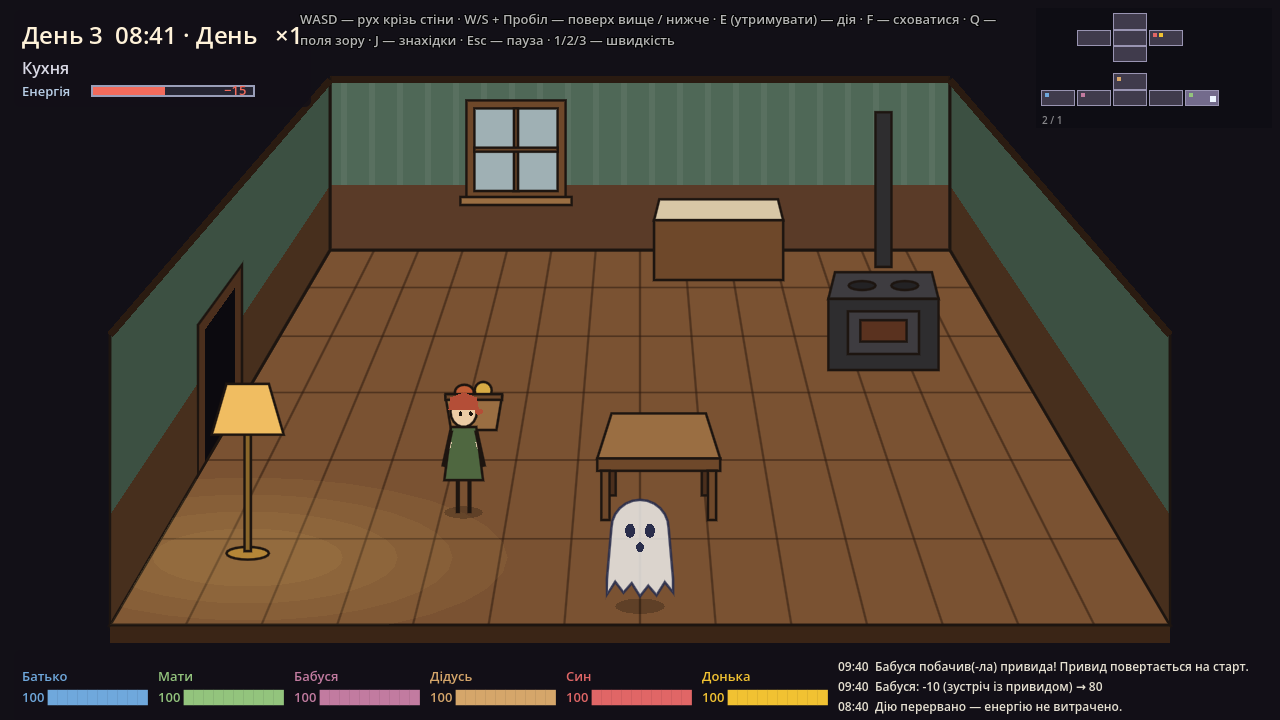 День 3 08:41 · День ×1
WASD — рух крізь стіни · W/S + Пробіл — поверх вище / нижче · E (утримувати) — дія · F — сховатися · Q —
поля зору · J — знахідки · Esc — пауза · 1/2/3 — швидкість
Кухня
Енергія −15
2 / 1
Батько Мати Бабуся Дідусь Син Донька
100 100 100 100 100 100
09:40 Бабуся побачив(-ла) привида! Привид повертається на старт.
09:40 Бабуся: -10 (зустріч із привидом) → 80
08:40 Дію перервано — енергію не витрачено.